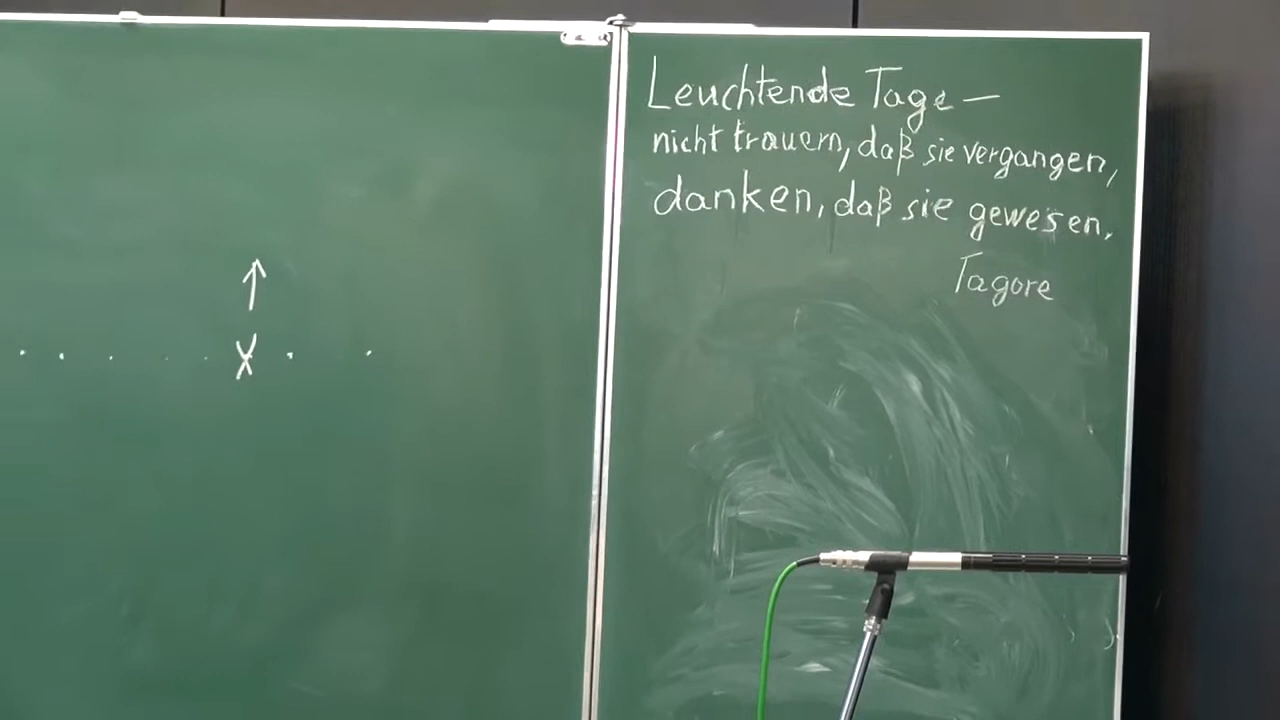 Leuchtende Tage —
nicht trauern, daß sie vergangen,
danken, daß sie gewesen.
Tagore
X